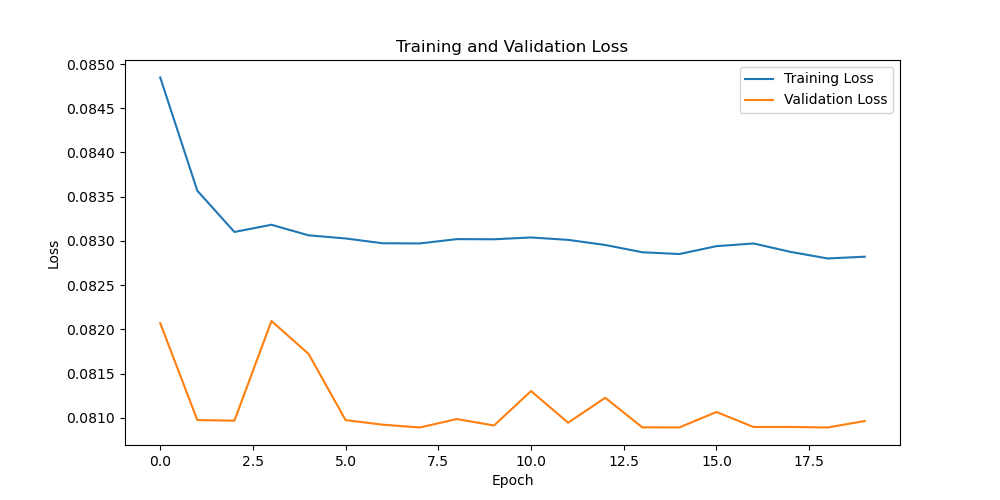 Training and Validation Loss
Training Loss
Validation Loss
Loss
0.0850
0.0845
0.0840
0.0835
0.0830
0.0825
0.0820
0.0815
0.0810
0.0 2.5 5.0 7.5 10.0 12.5 15.0 17.5
Epoch